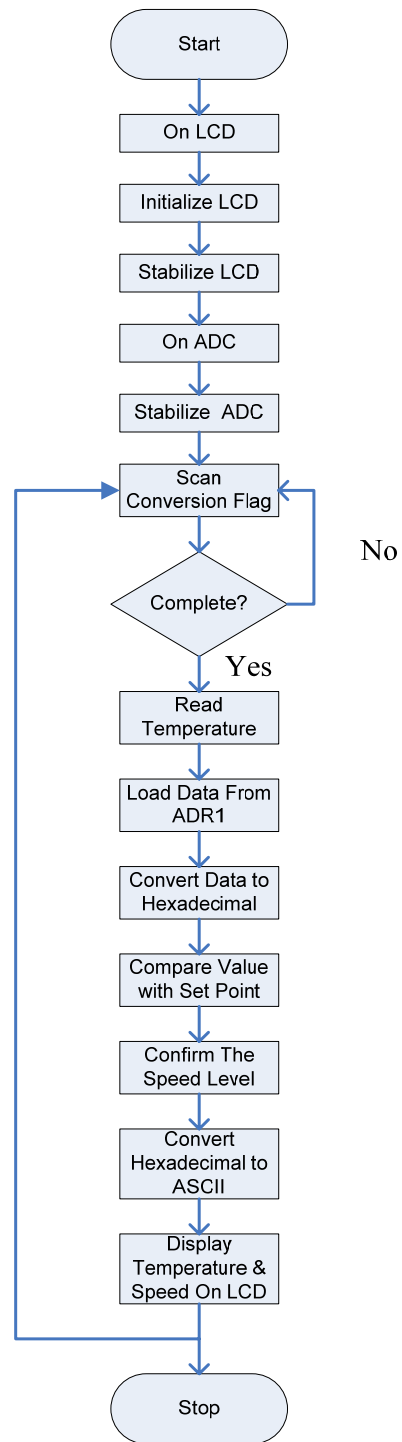 Start
On LCD
Initialize LCD
Stabilize LCD
On ADC
Stabilize ADC
Scan
Conversion Flag
No
Complete?
Yes
Read
Temperature
Load Data From
ADR1
Convert Data to
Hexadecimal
Compare Value
with Set Point
Confirm The
Speed Level
Convert
Hexadecimal to
ASCII
Display
Temperature &
Speed On LCD
Stop